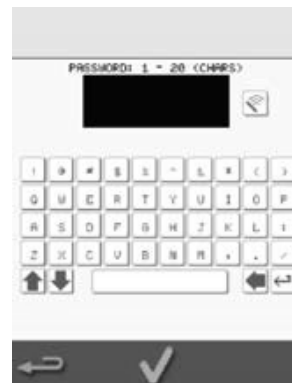 PASSWORD: 1 - 20 (CHARS)
! @ # $ % ^ & * ( )
Q W E R T Y U I O P
A S D F G H J K L :
Z X C V B N M , . /